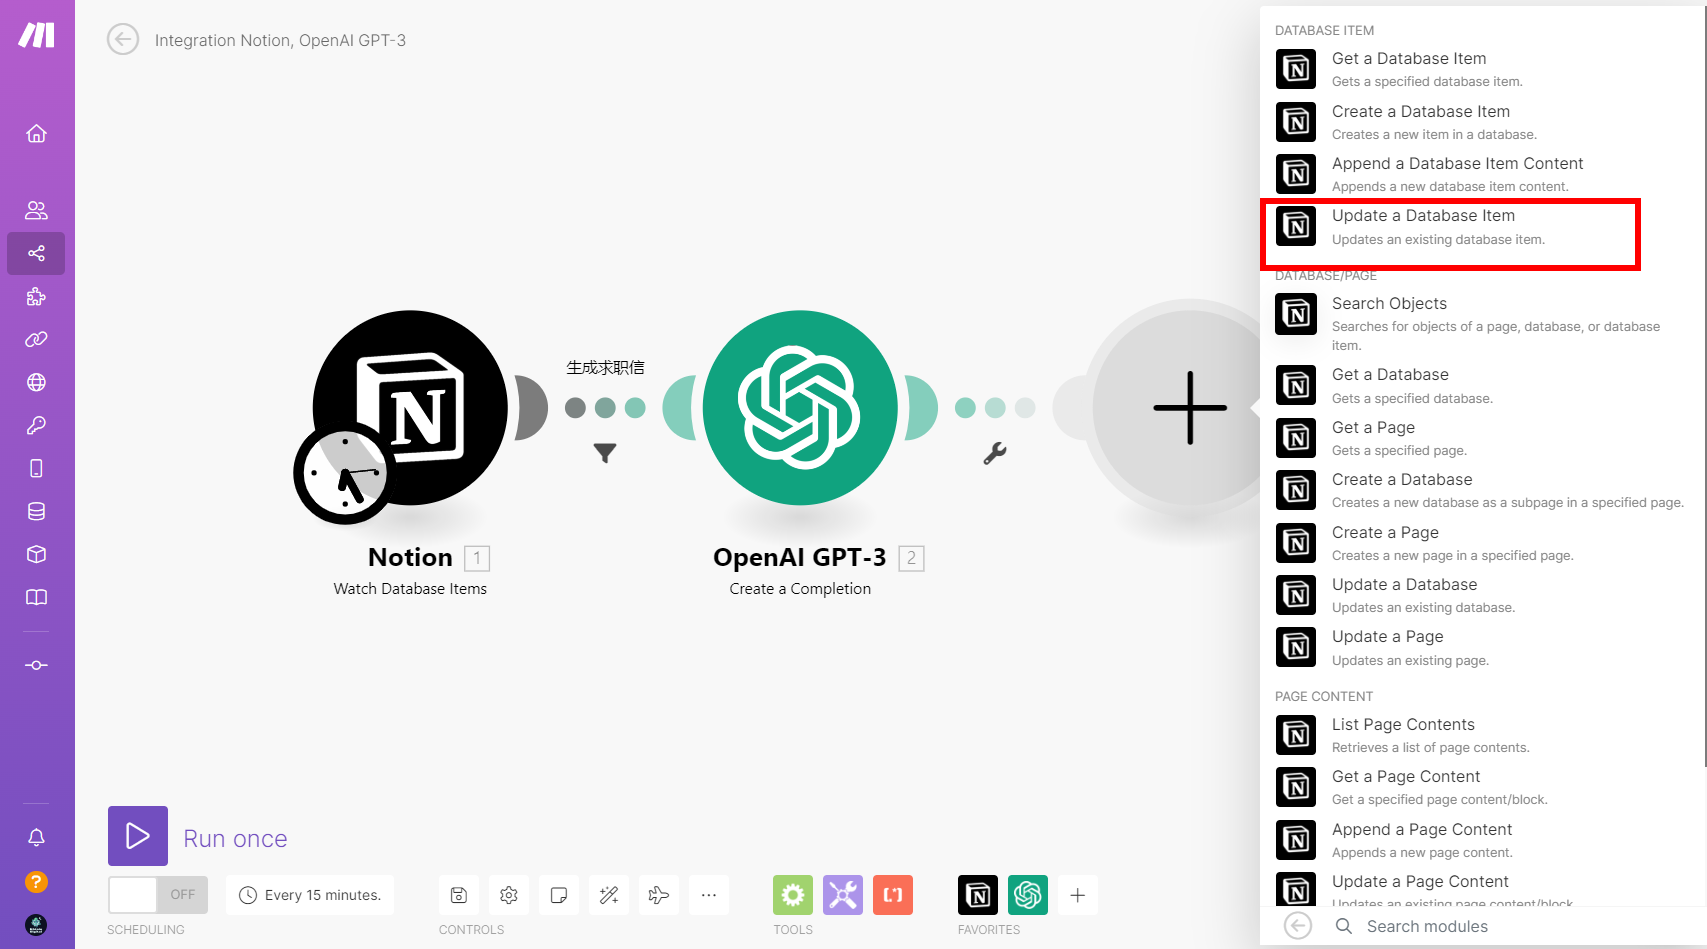 Integration Notion, OpenAI GPT-3
生成求职信
Notion 1
Watch Database Items
OpenAI GPT-3 2
Create a Completion
Run once
OFF
Every 15 minutes.
SCHEDULING
CONTROLS
TOOLS
FAVORITES
DATABASE ITEM
Get a Database Item
Gets a specified database item.
Create a Database Item
Creates a new item in a database.
Append a Database Item Content
Appends a new database item content.
Update a Database Item
Updates an existing database item.
DATABASE/PAGE
Search Objects
Searches for objects of a page, database, or database
item.
Get a Database
Gets a specified database.
Get a Page
Gets a specified page.
Create a Database
Creates a new database as a subpage in a specified page.
Create a Page
Creates a new page in a specified page.
Update a Database
Updates an existing database.
Update a Page
Updates an existing page.
PAGE CONTENT
List Page Contents
Retrieves a list of page contents.
Get a Page Content
Get a specified page content/block.
Append a Page Content
Appends a new page content.
Update a Page Content
Updates an existing page content/block.
Search modules